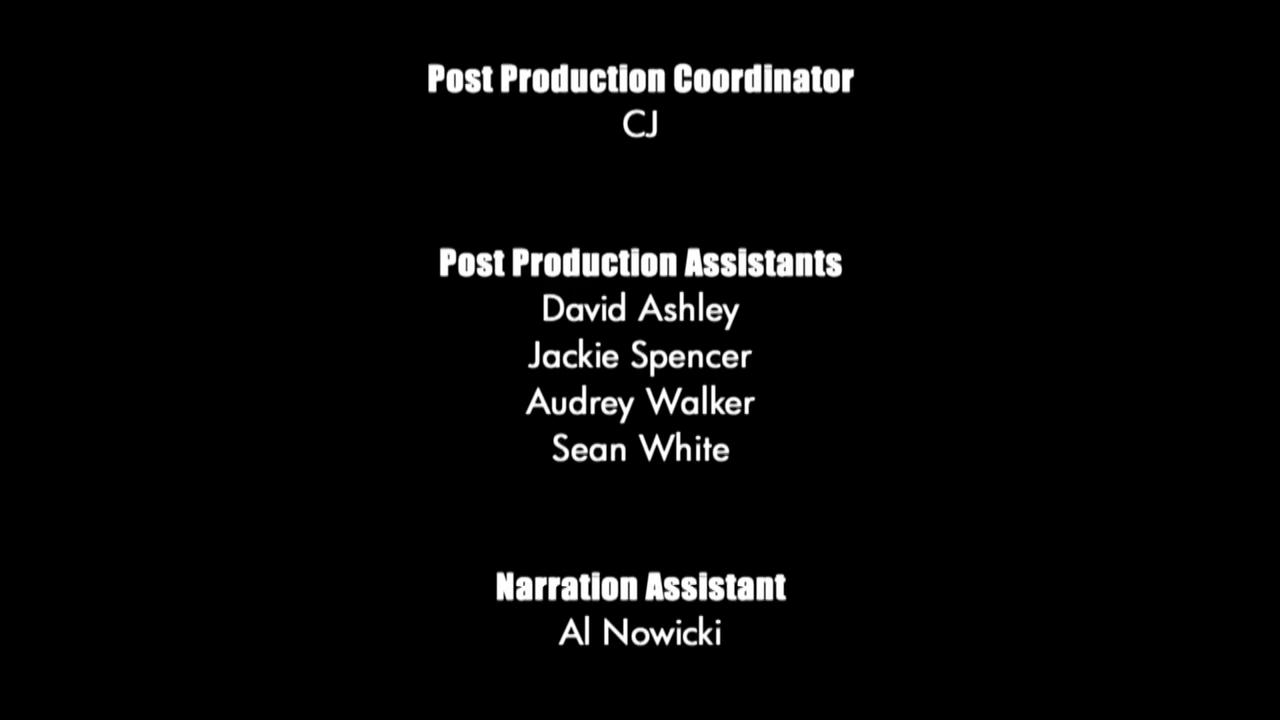 Post Production Coordinator
CJ
Post Production Assistants
David Ashley
Jackie Spencer
Audrey Walker
Sean White
Narration Assistant
Al Nowicki